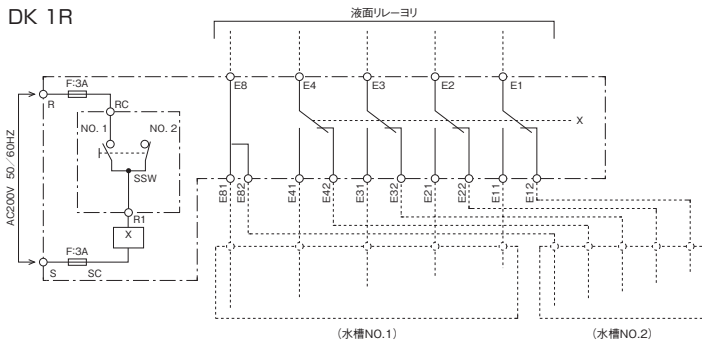 DK 1R
液面リレーヨリ
E8 E4 E3 E2 E1
F:3A
R RC
NO. 1 NO. 2
X
AC200V 50/60HZ
SSW
E81 E82 E41 E42 E31 E32 E21 E22 E11 E12
R1
X
F:3A
S SC
(水槽NO.1) (水槽NO.2)